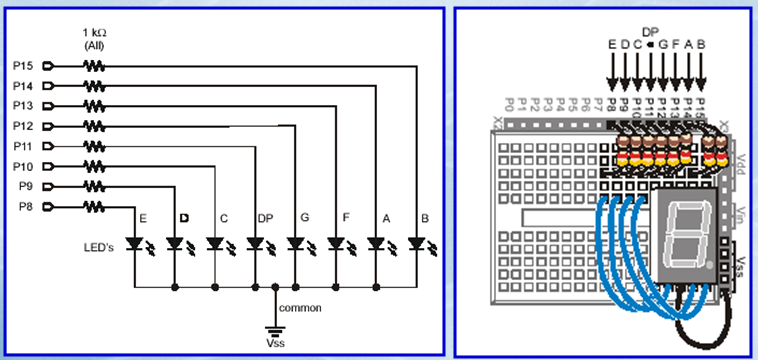 1 kΩ
(All)
P15
P14
P13
P12
P11
P10
P9
P8
E D C DP G F A B
LED's
common
Vss
DP
E D C G F A B
P0 P1 P2 P3 P4 P5 P6 P7 P8 P9 P10 P11 P12 P13 P14 P15
X3
Vdd
Vin
Vss